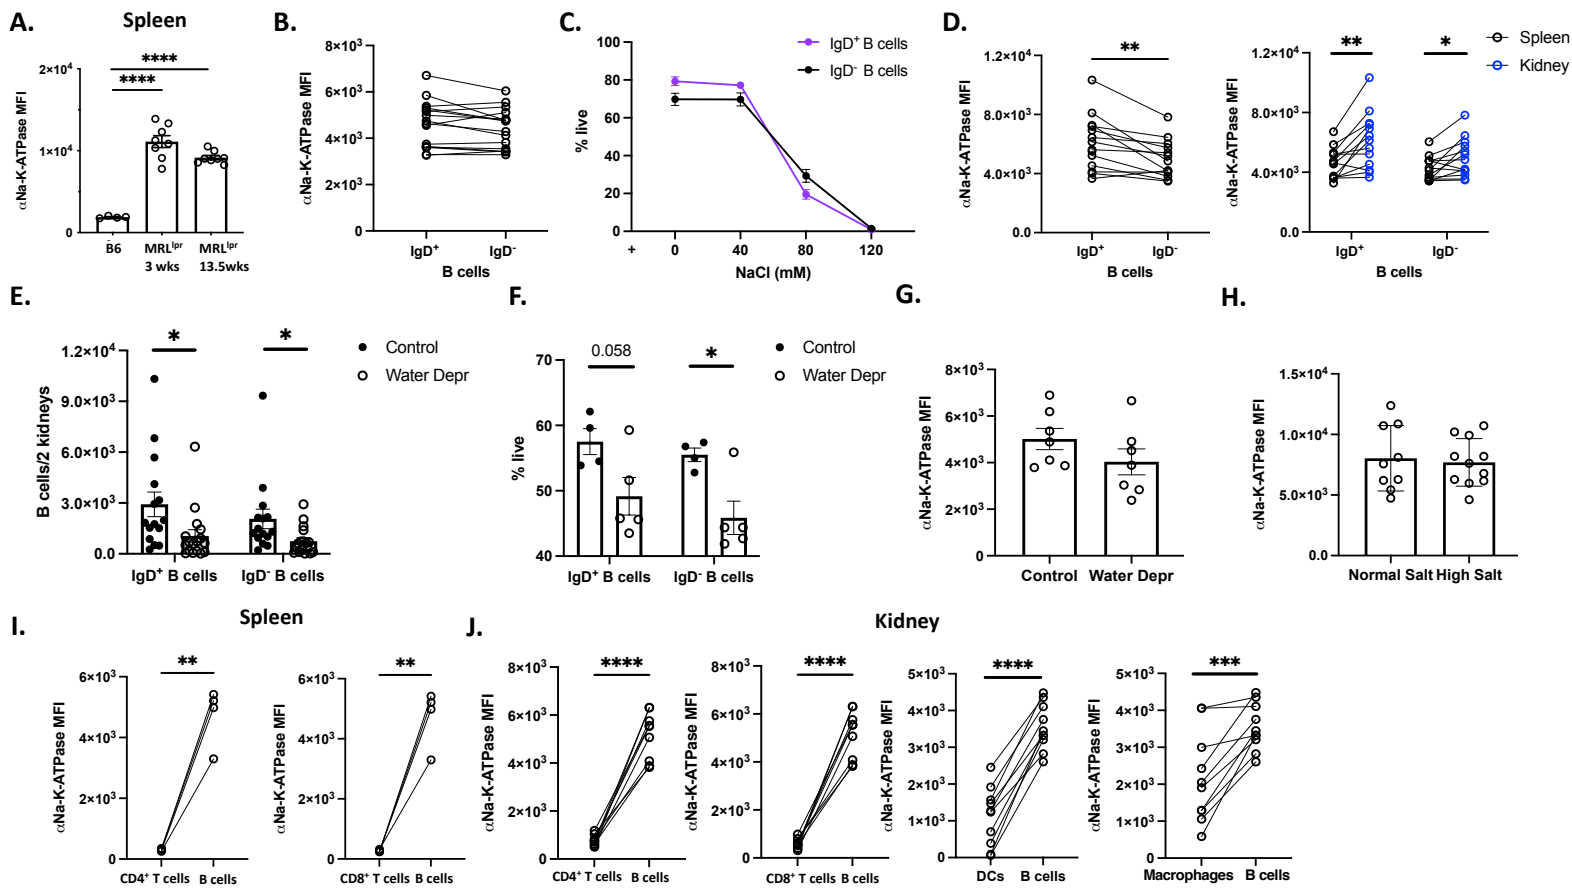 A.
Spleen
αNa-K-ATPase MFI
2×10⁴
1×10⁴
0
****
****
B6
MRLˡᵖʳ
3 wks
MRLˡᵖʳ
13.5wks
B.
αNa-K-ATPase MFI
8×10³
6×10³
4×10³
2×10³
0
IgD⁺
IgD⁻
B cells
C.
% live
100
80
60
40
20
0
+
0
40
80
120
NaCl (mM)
IgD⁺ B cells
IgD⁻ B cells
D.
αNa-K-ATPase MFI
1.2×10⁴
8.0×10³
4.0×10³
0.0
**
IgD⁺
IgD⁻
B cells
αNa-K-ATPase MFI
1.2×10⁴
8.0×10³
4.0×10³
0.0
**
*
IgD⁺
IgD⁻
B cells
Spleen
Kidney
E.
B cells/2 kidneys
1.2×10⁴
9.0×10³
6.0×10³
3.0×10³
0.0
*
*
IgD⁺ B cells
IgD⁻ B cells
Control
Water Depr
F.
% live
70
60
50
40
0.058
*
IgD⁺ B cells
IgD⁻ B cells
Control
Water Depr
G.
αNa-K-ATPase MFI
8×10³
6×10³
4×10³
2×10³
0
Control
Water Depr
H.
αNa-K-ATPase MFI
1.5×10⁴
1.0×10⁴
5.0×10³
0.0
Normal Salt
High Salt
I.
Spleen
αNa-K-ATPase MFI
6×10³
4×10³
2×10³
0
**
CD4⁺ T cells
B cells
αNa-K-ATPase MFI
6×10³
4×10³
2×10³
0
**
CD8⁺ T cells
B cells
J.
Kidney
αNa-K-ATPase MFI
8×10³
6×10³
4×10³
2×10³
0
****
CD4⁺ T cells
B cells
αNa-K-ATPase MFI
8×10³
6×10³
4×10³
2×10³
0
****
CD8⁺ T cells
B cells
αNa-K-ATPase MFI
5×10³
4×10³
3×10³
2×10³
1×10³
0
****
DCs
B cells
αNa-K-ATPase MFI
5×10³
4×10³
3×10³
2×10³
1×10³
0
***
Macrophages
B cells